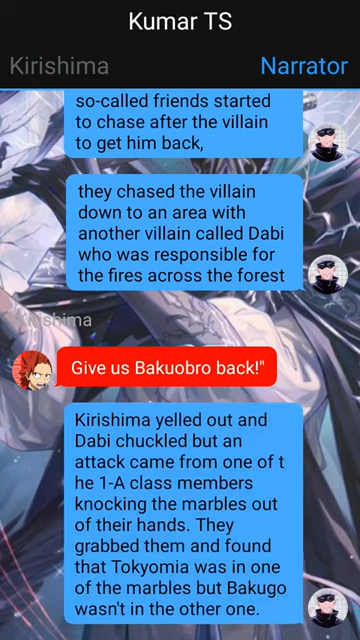 Kumar TS
Kirishima
Narrator
so-called friends started
to chase after the villain
to get him back,
they chased the villain
down to an area with
another villain called Dabi
who was responsible for
the fires across the forest
Kirishima
Give us Bakuobro back!"
Kirishima yelled out and
Dabi chuckled but an
attack came from one of t
he 1-A class members
knocking the marbles out
of their hands. They
grabbed them and found
that Tokyomia was in one
of the marbles but Bakugo
wasn't in the other one.